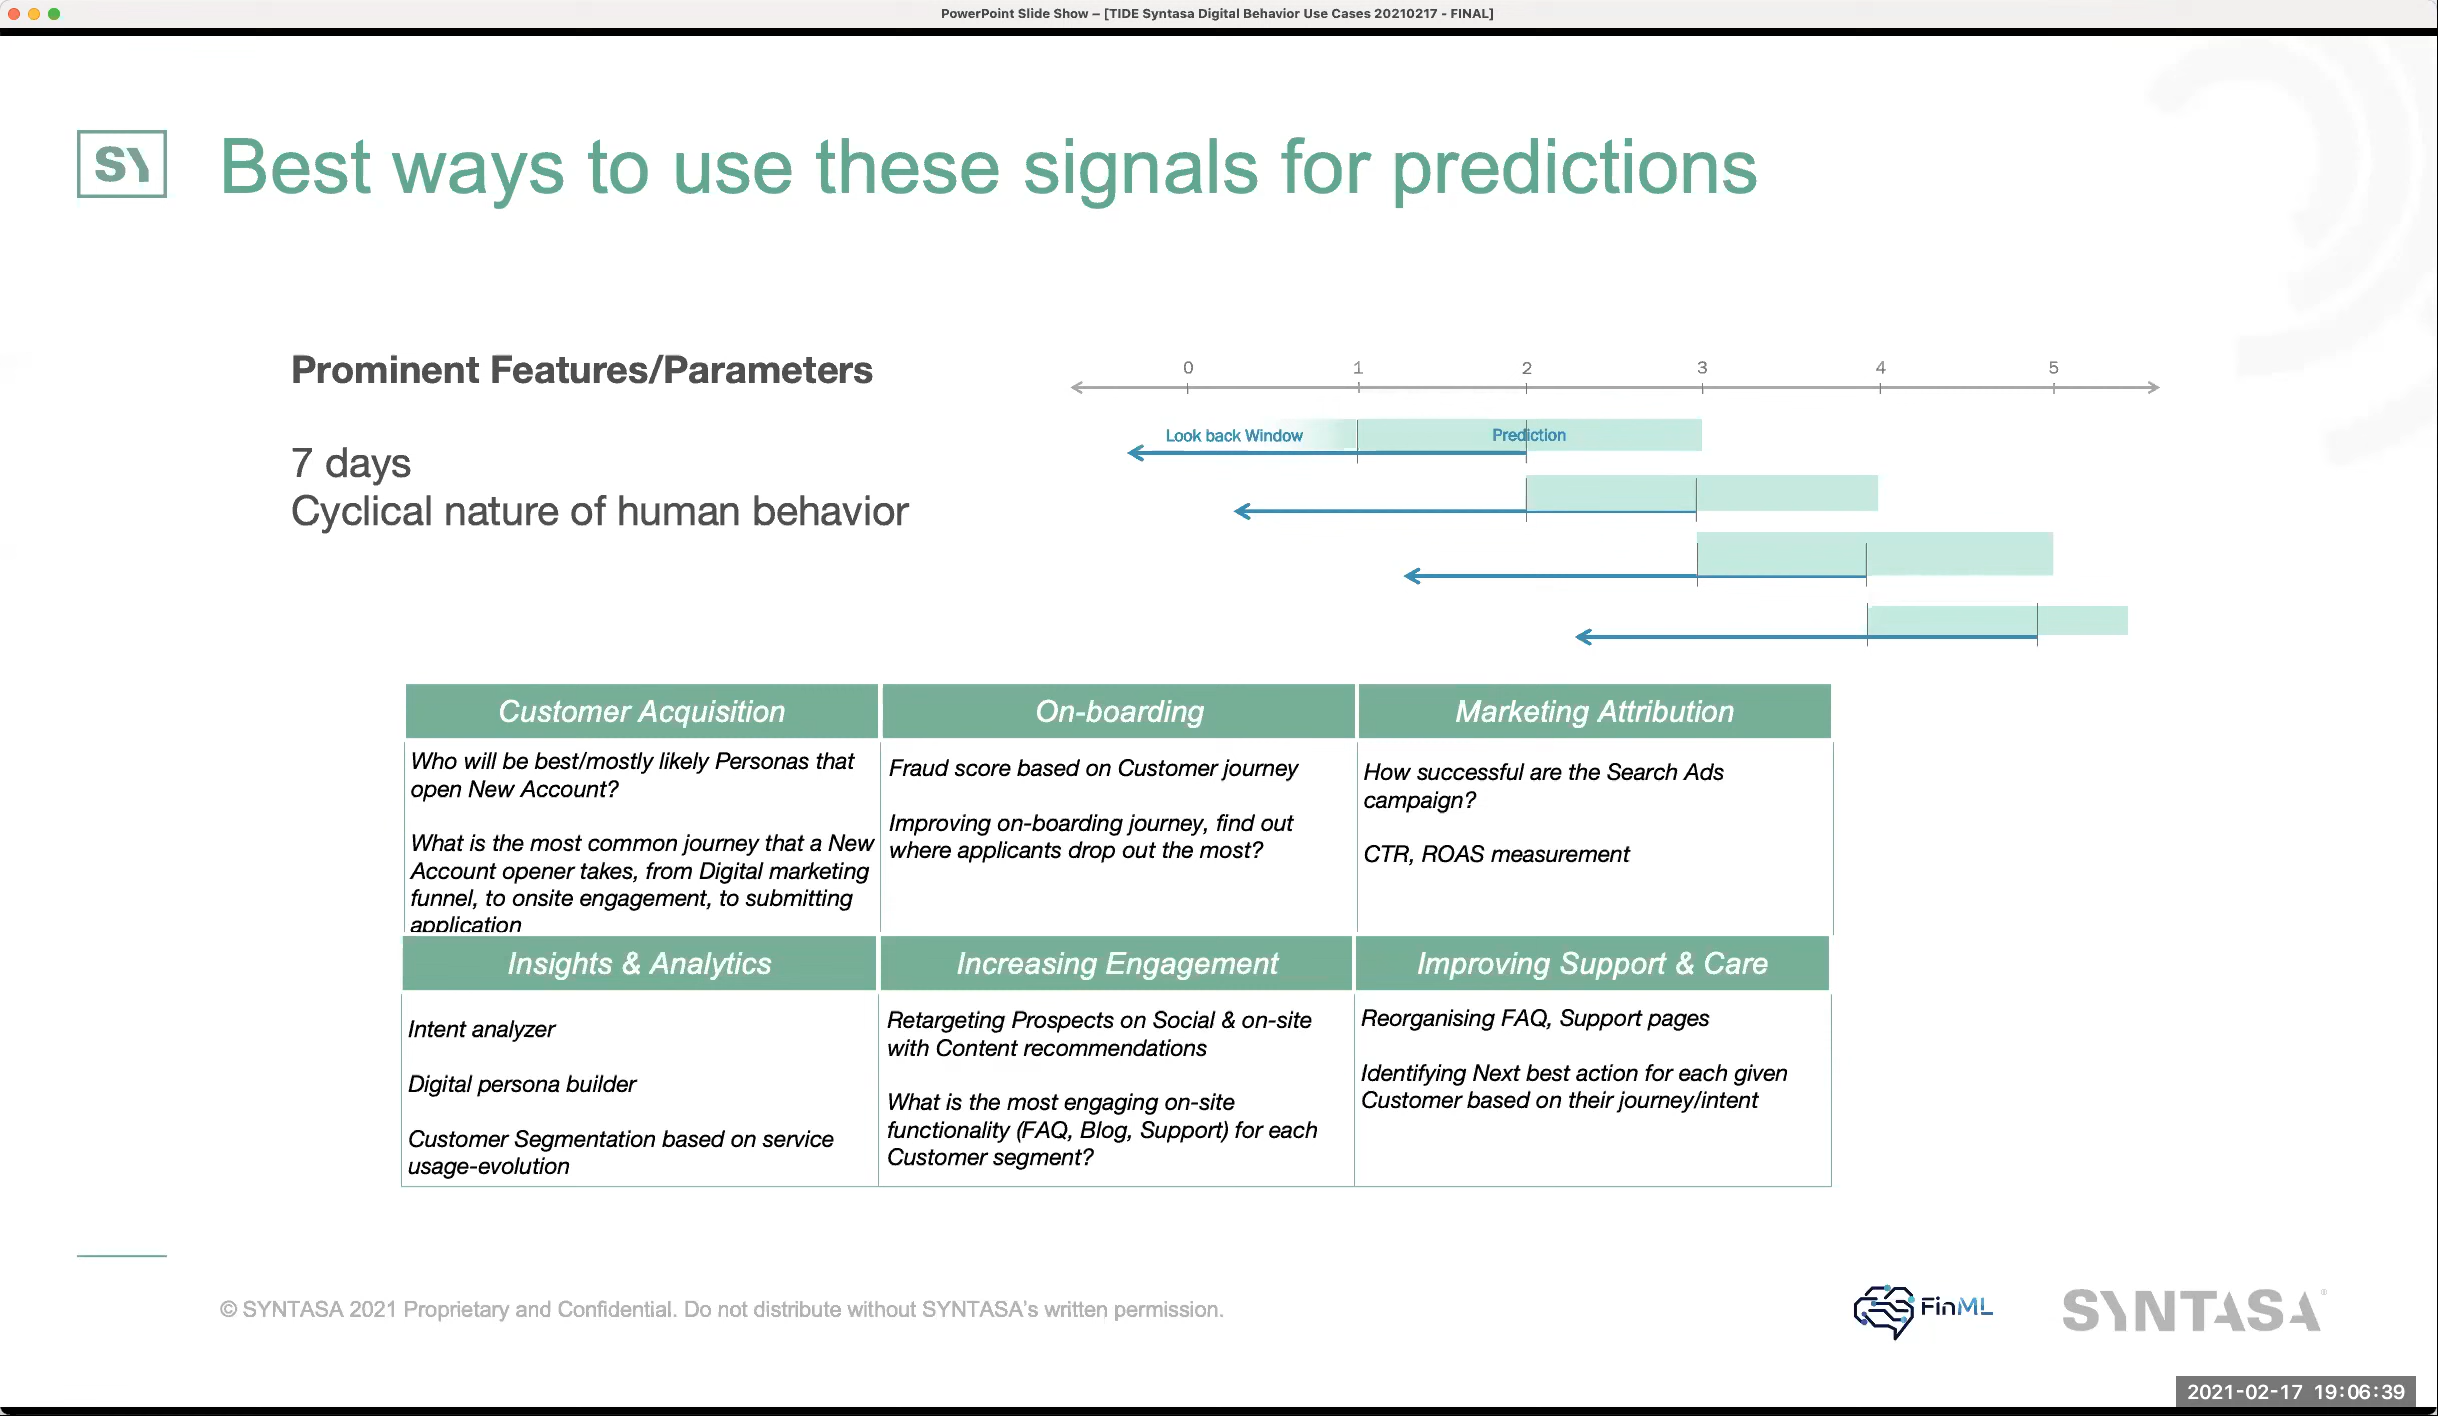 PowerPoint Slide Show – [TIDE Syntasa Digital Behavior Use Cases 20210217 - FINAL]
SY
Best ways to use these signals for predictions
Prominent Features/Parameters
7 days
Cyclical nature of human behavior
0 1 2 3 4 5
Look back Window
Prediction
Customer Acquisition
Who will be best/mostly likely Personas that
open New Account?
What is the most common journey that a New
Account opener takes, from Digital marketing
funnel, to onsite engagement, to submitting
application
On-boarding
Fraud score based on Customer journey
Improving on-boarding journey, find out
where applicants drop out the most?
Marketing Attribution
How successful are the Search Ads
campaign?
CTR, ROAS measurement
Insights & Analytics
Intent analyzer
Digital persona builder
Customer Segmentation based on service
usage-evolution
Increasing Engagement
Retargeting Prospects on Social & on-site
with Content recommendations
What is the most engaging on-site
functionality (FAQ, Blog, Support) for each
Customer segment?
Improving Support & Care
Reorganising FAQ, Support pages
Identifying Next best action for each given
Customer based on their journey/intent
© SYNTASA 2021 Proprietary and Confidential. Do not distribute without SYNTASA's written permission.
FinML
SYNTASA®
2021-02-17 19:06:39